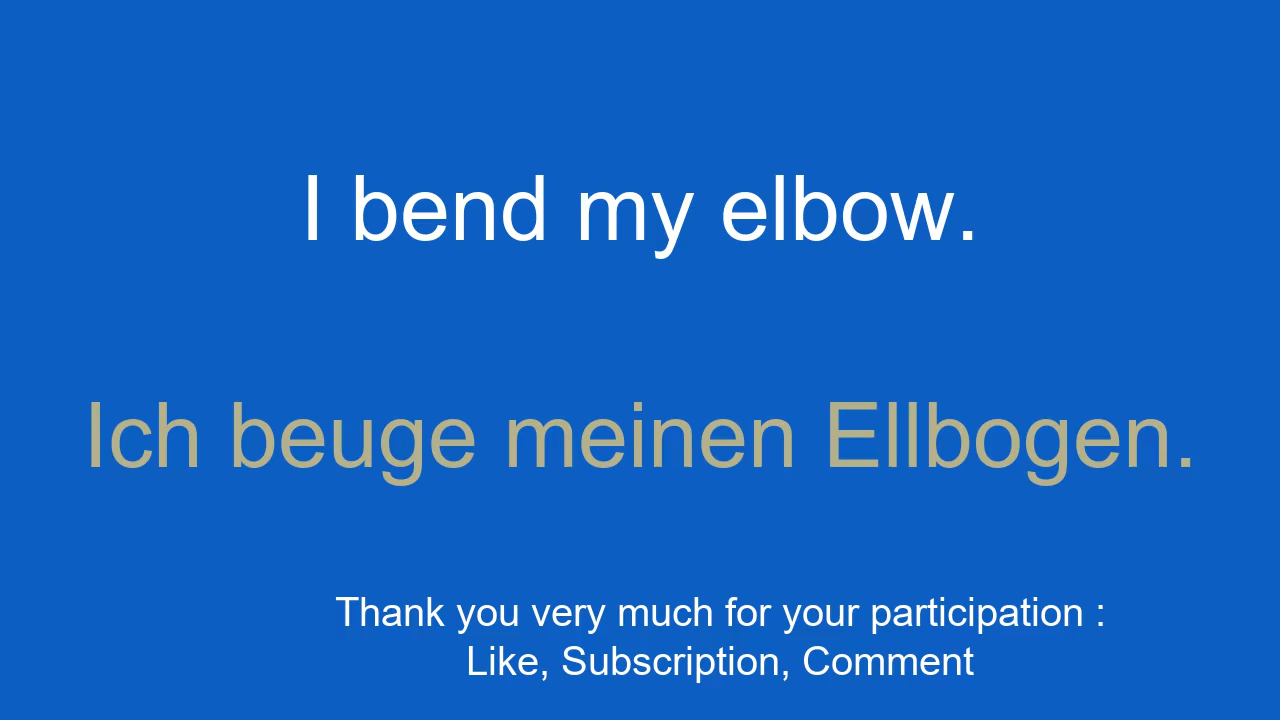 I bend my elbow.
Ich beuge meinen Ellbogen.
Thank you very much for your participation :
Like, Subscription, Comment